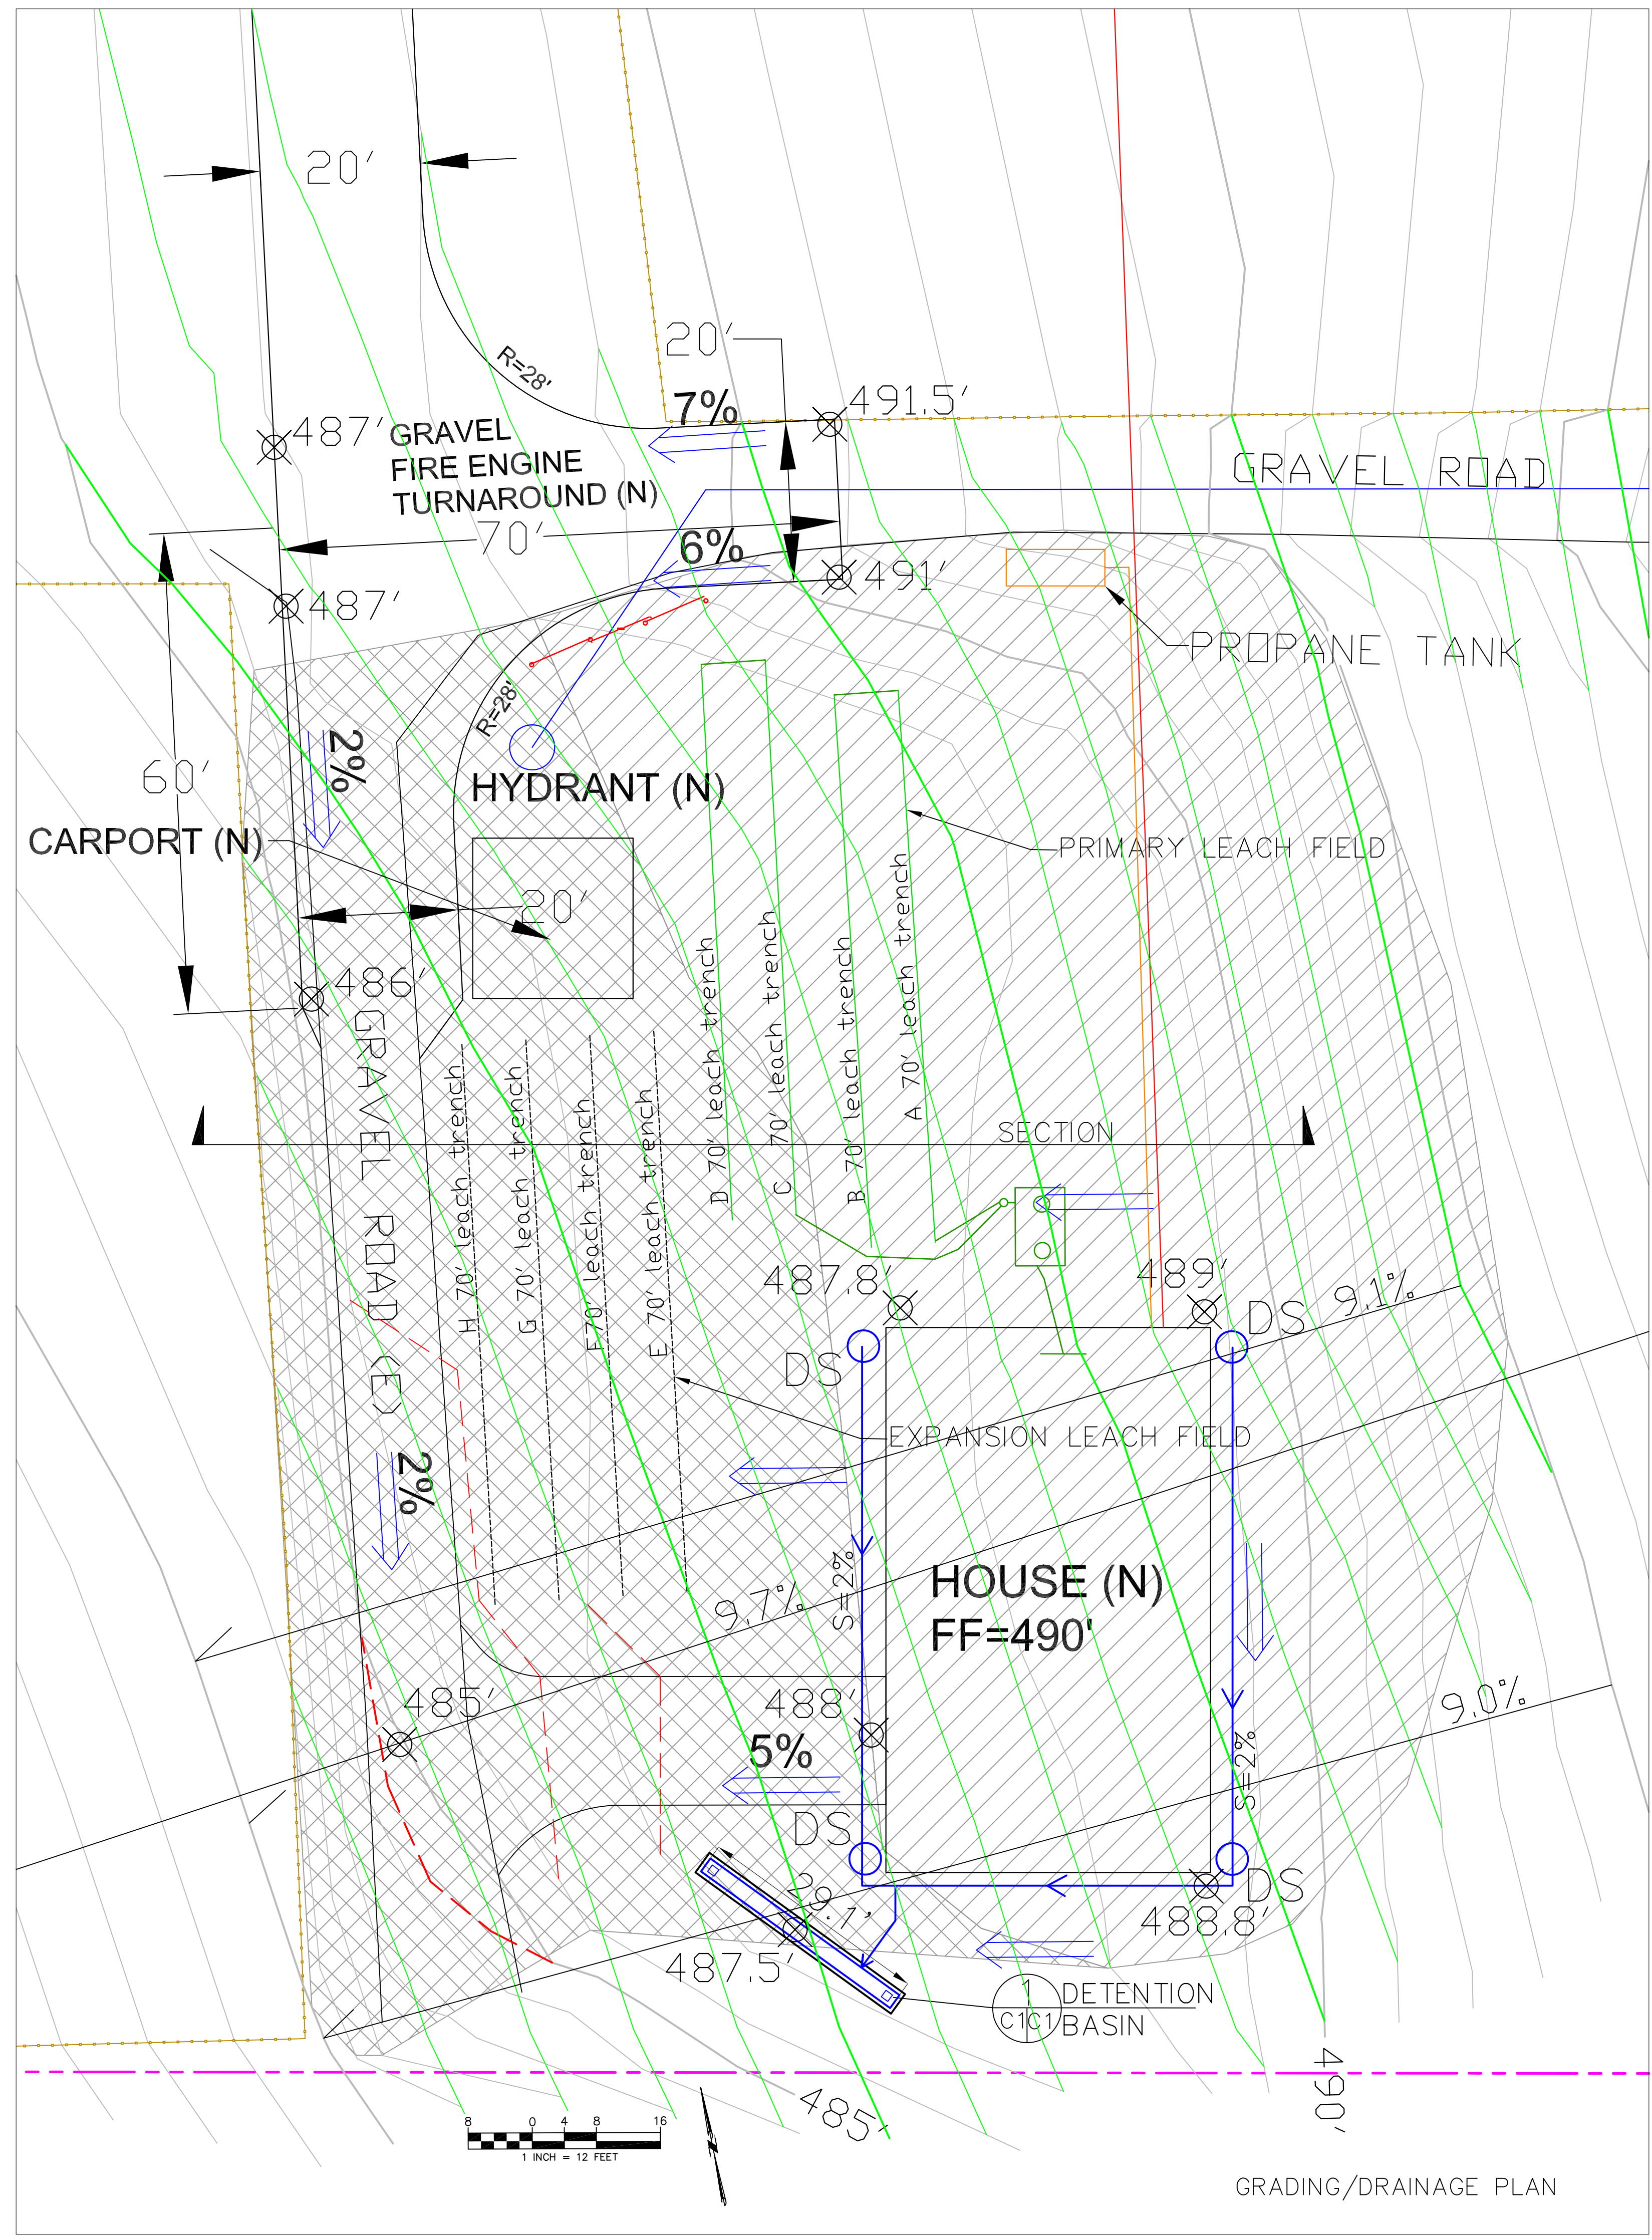 20'
R=28'
20'
7%
491.5'
487'
GRAVEL
FIRE ENGINE
TURNAROUND (N)
GRAVEL ROAD
70'
6%
491'
487'
PROPANE TANK
R=28'
2%
60'
HYDRANT (N)
CARPORT (N)
PRIMARY LEACH FIELD
20'
486'
GRAVEL ROAD (E)
D 70' leach trench
C 70' leach trench
B 70' leach trench
A 70' leach trench
SECTION
H 70' leach trench
G 70' leach trench
F 70' leach trench
E 70' leach trench
487.8'
489'
DS
9.1%
DS
EXPANSION LEACH FIELD
2%
S=2%
9.7%
HOUSE (N)
FF=490'
485'
488'
5%
9.0%
S=2%
DS
DS
29.1'
488.8'
487.5'
1
C1 C1
DETENTION
BASIN
490'
485'
8 0 4 8 16
1 INCH = 12 FEET
GRADING/DRAINAGE PLAN